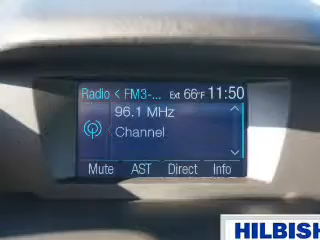 Radio < FM3-... Ext 66°F 11:50
96.1 MHz
Channel
Mute AST Direct Info
HILBISH